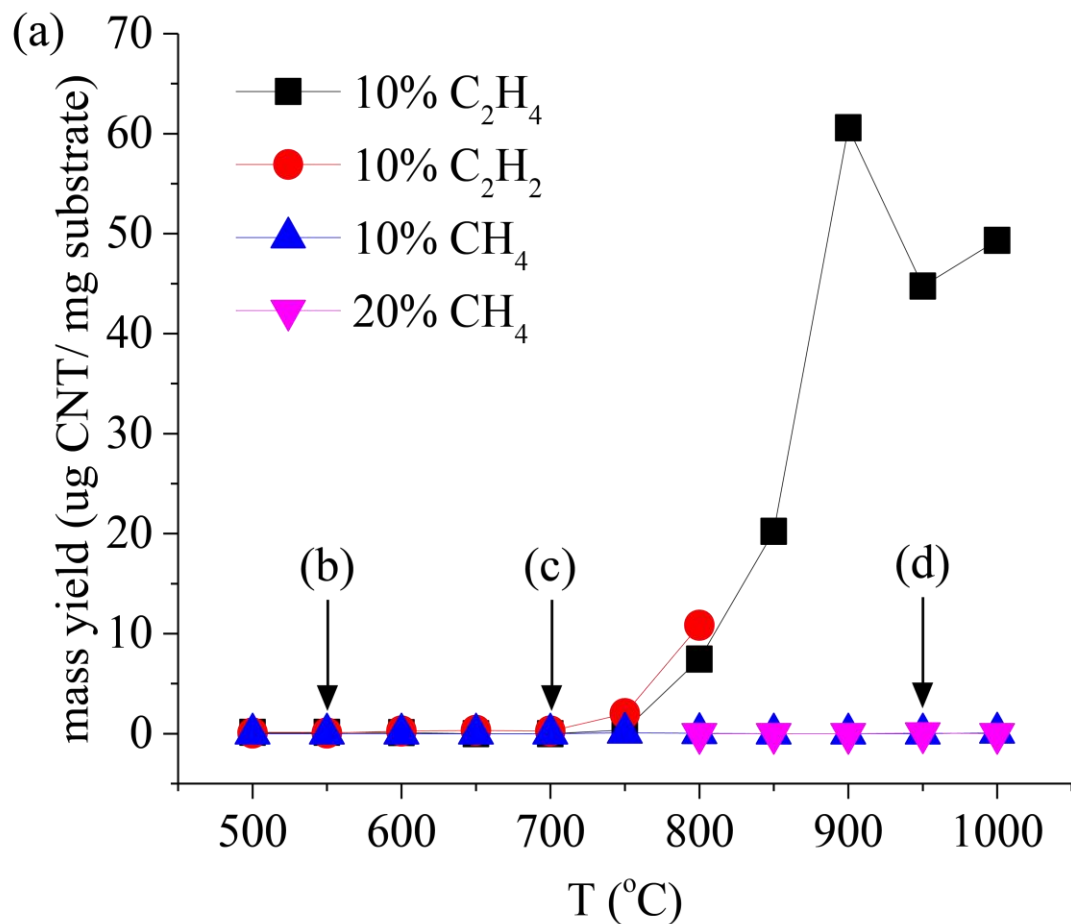 (a)
mass yield (ug CNT/ mg substrate)
70
60
50
40
30
20
10
0
10% C₂H₄
10% C₂H₂
10% CH₄
20% CH₄
(b) (c) (d)
500 600 700 800 900 1000
T (°C)